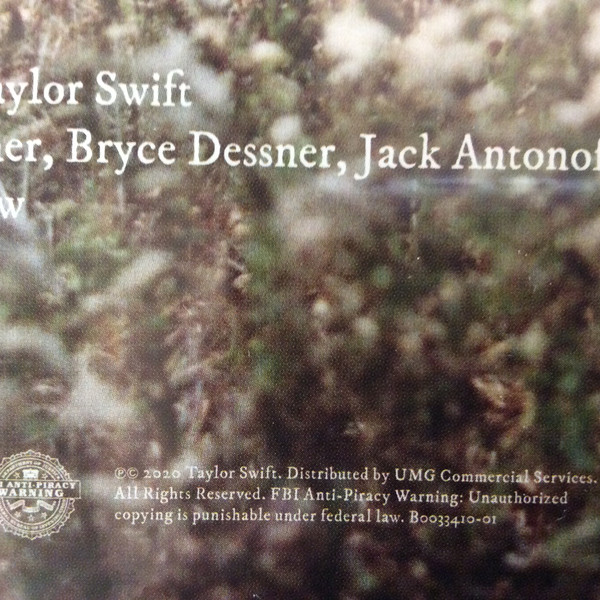 aylor Swift
er, Bryce Dessner, Jack Antonof
w
ANTI-PIRACY
WARNING
℗© 2020 Taylor Swift. Distributed by UMG Commercial Services.
All Rights Reserved. FBI Anti-Piracy Warning: Unauthorized
copying is punishable under federal law. B0033410-01